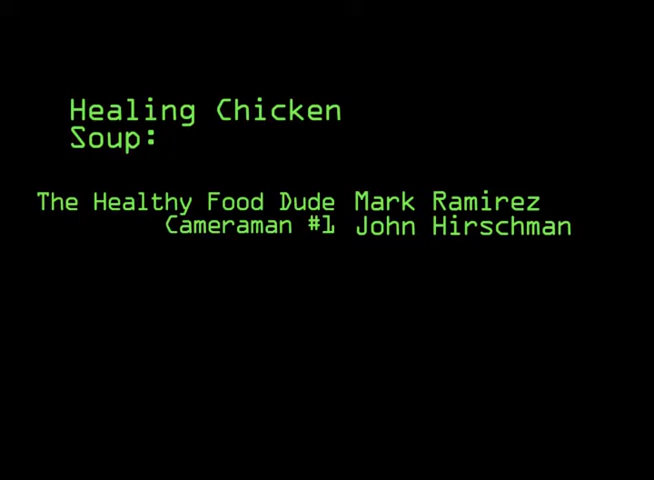 Healing Chicken
Soup:
The Healthy Food Dude Mark Ramirez
Cameraman #1 John Hirschman